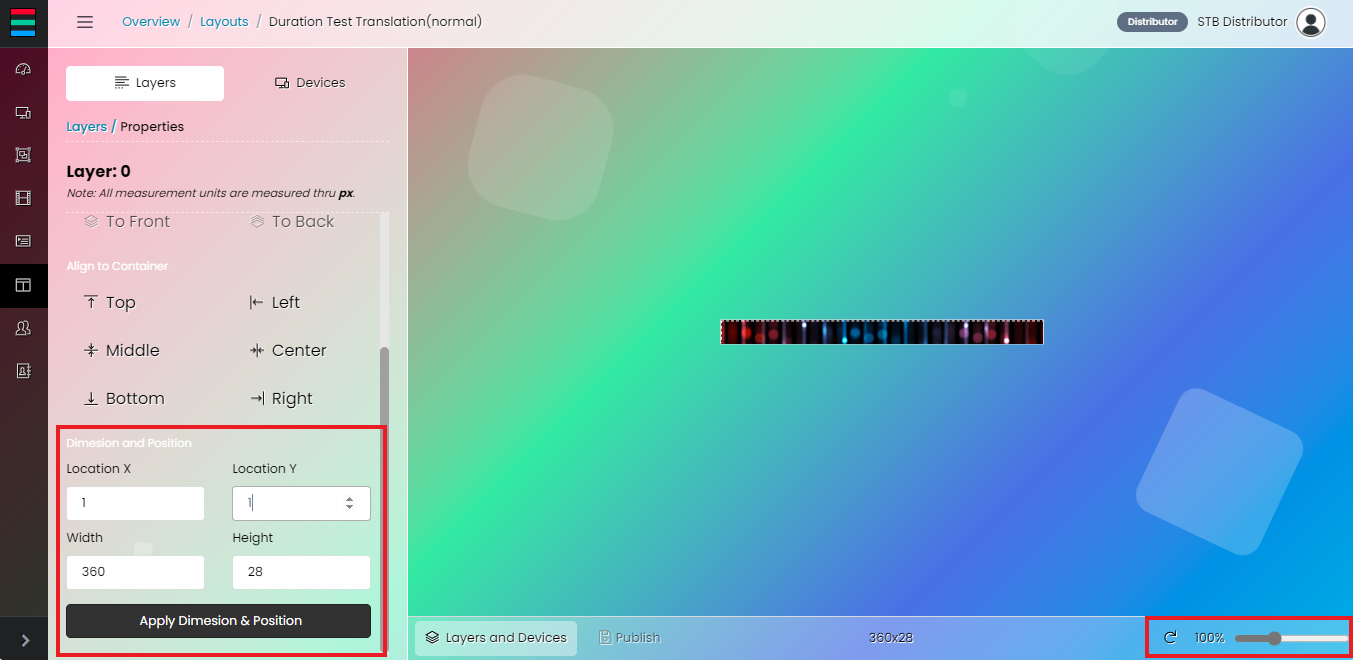 Overview / Layouts / Duration Test Translation(normal)
Distributor STB Distributor
Layers Devices
Layers / Properties
Layer: 0
Note: All measurement units are measured thru px.
To Front To Back
Align to Container
Top Left
Middle Center
Bottom Right
Dimesion and Position
Location X Location Y
1 1
Width Height
360 28
Apply Dimesion & Position
Layers and Devices Publish 360x28 100%